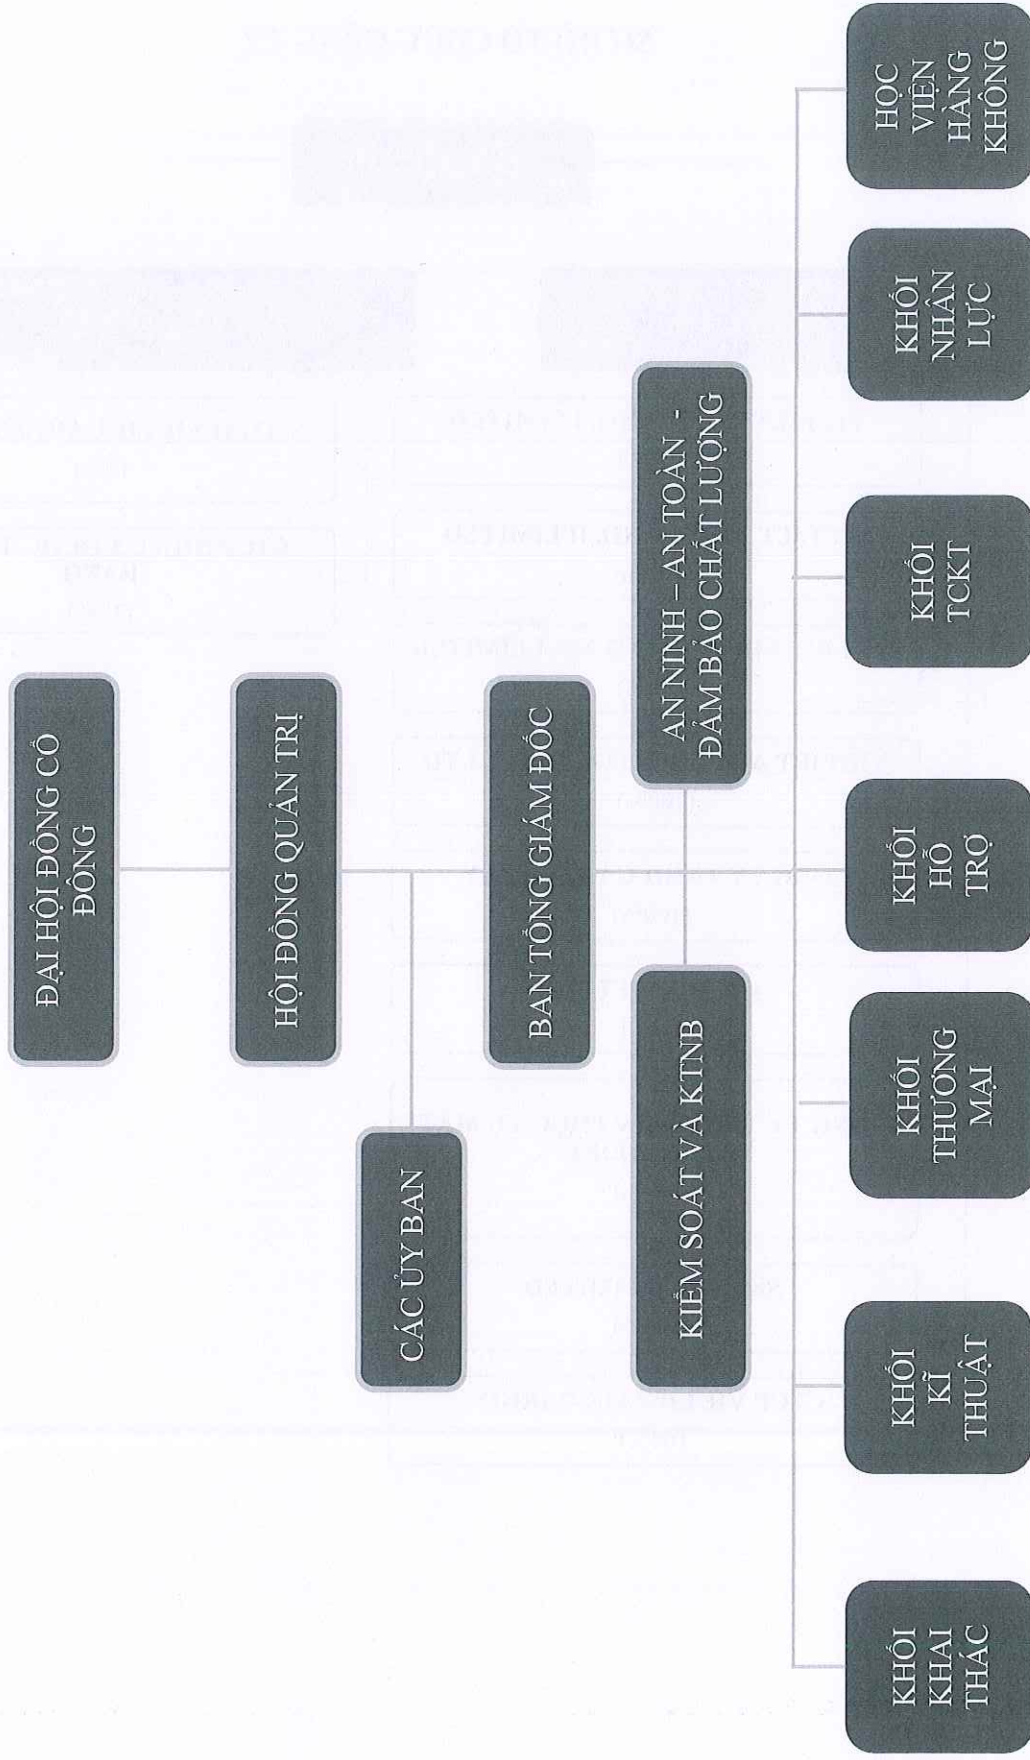 ĐẠI HỘI ĐỒNG CỔ
ĐÔNG
HỘI ĐỒNG QUẢN TRỊ
CÁC ỦY BAN
BAN TỔNG GIÁM ĐỐC
KIỂM SOÁT VÀ KTNB
AN NINH – AN TOÀN -
ĐẢM BẢO CHẤT LƯỢNG
KHỐI
KHAI
THÁC
KHỐI
KĨ
THUẬT
KHỐI
THƯƠNG
MẠI
KHỐI
HỖ
TRỢ
KHỐI
TCKT
KHỐI
NHÂN
LỰC
HỌC
VIỆN
HÀNG
KHÔNG